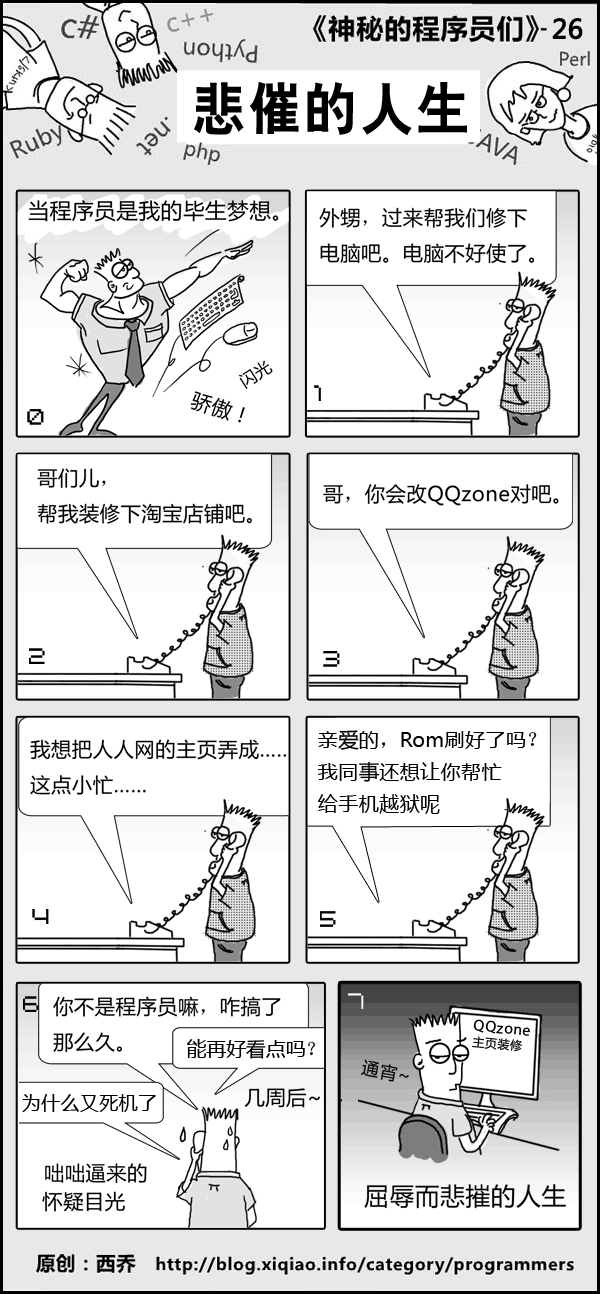 C#
C++
Python
《神秘的程序员们》- 26
Perl
Ruby
.net
php
JAVA
悲催的人生
当程序员是我的毕生梦想。
骄傲！
闪光
0
外甥，过来帮我们修下
电脑吧。电脑不好使了。
1
哥们儿，
帮我装修下淘宝店铺吧。
2
哥，你会改QQzone对吧。
3
我想把人人网的主页弄成.....
这点小忙......
4
亲爱的，Rom刷好了吗？
我同事还想让你帮忙
给手机越狱呢
5
6
你不是程序员嘛，咋搞了
那么久。
能再好看点吗？
为什么又死机了
几周后~
咄咄逼来的
怀疑目光
7
QQzone
主页装修
通宵~
屈辱而悲摧的人生
原创：西乔 http://blog.xiqiao.info/category/programmers